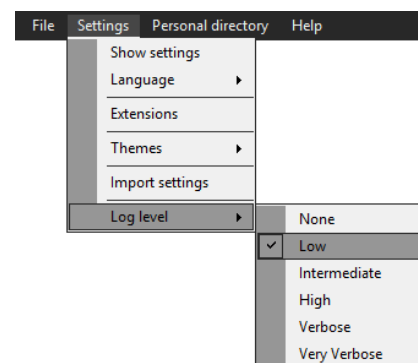 File Settings Personal directory Help
Show settings
Language
Extensions
Themes
Import settings
Log level
None
Low
Intermediate
High
Verbose
Very Verbose